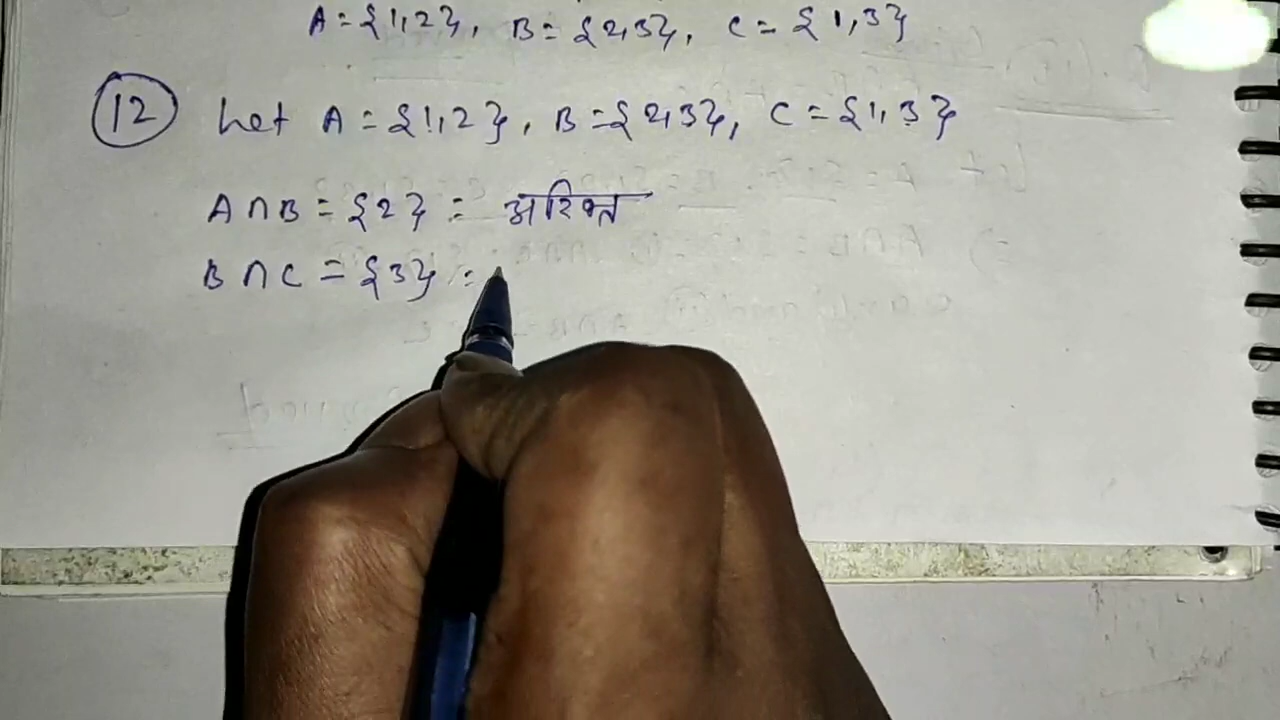 A = {1,2}, B = {2,3}, C = {1,3}
(12) Let A = {1,2}, B = {2,3}, C = {1,3}
A∩B = {2} = अरिक्त
B∩C = {3} =